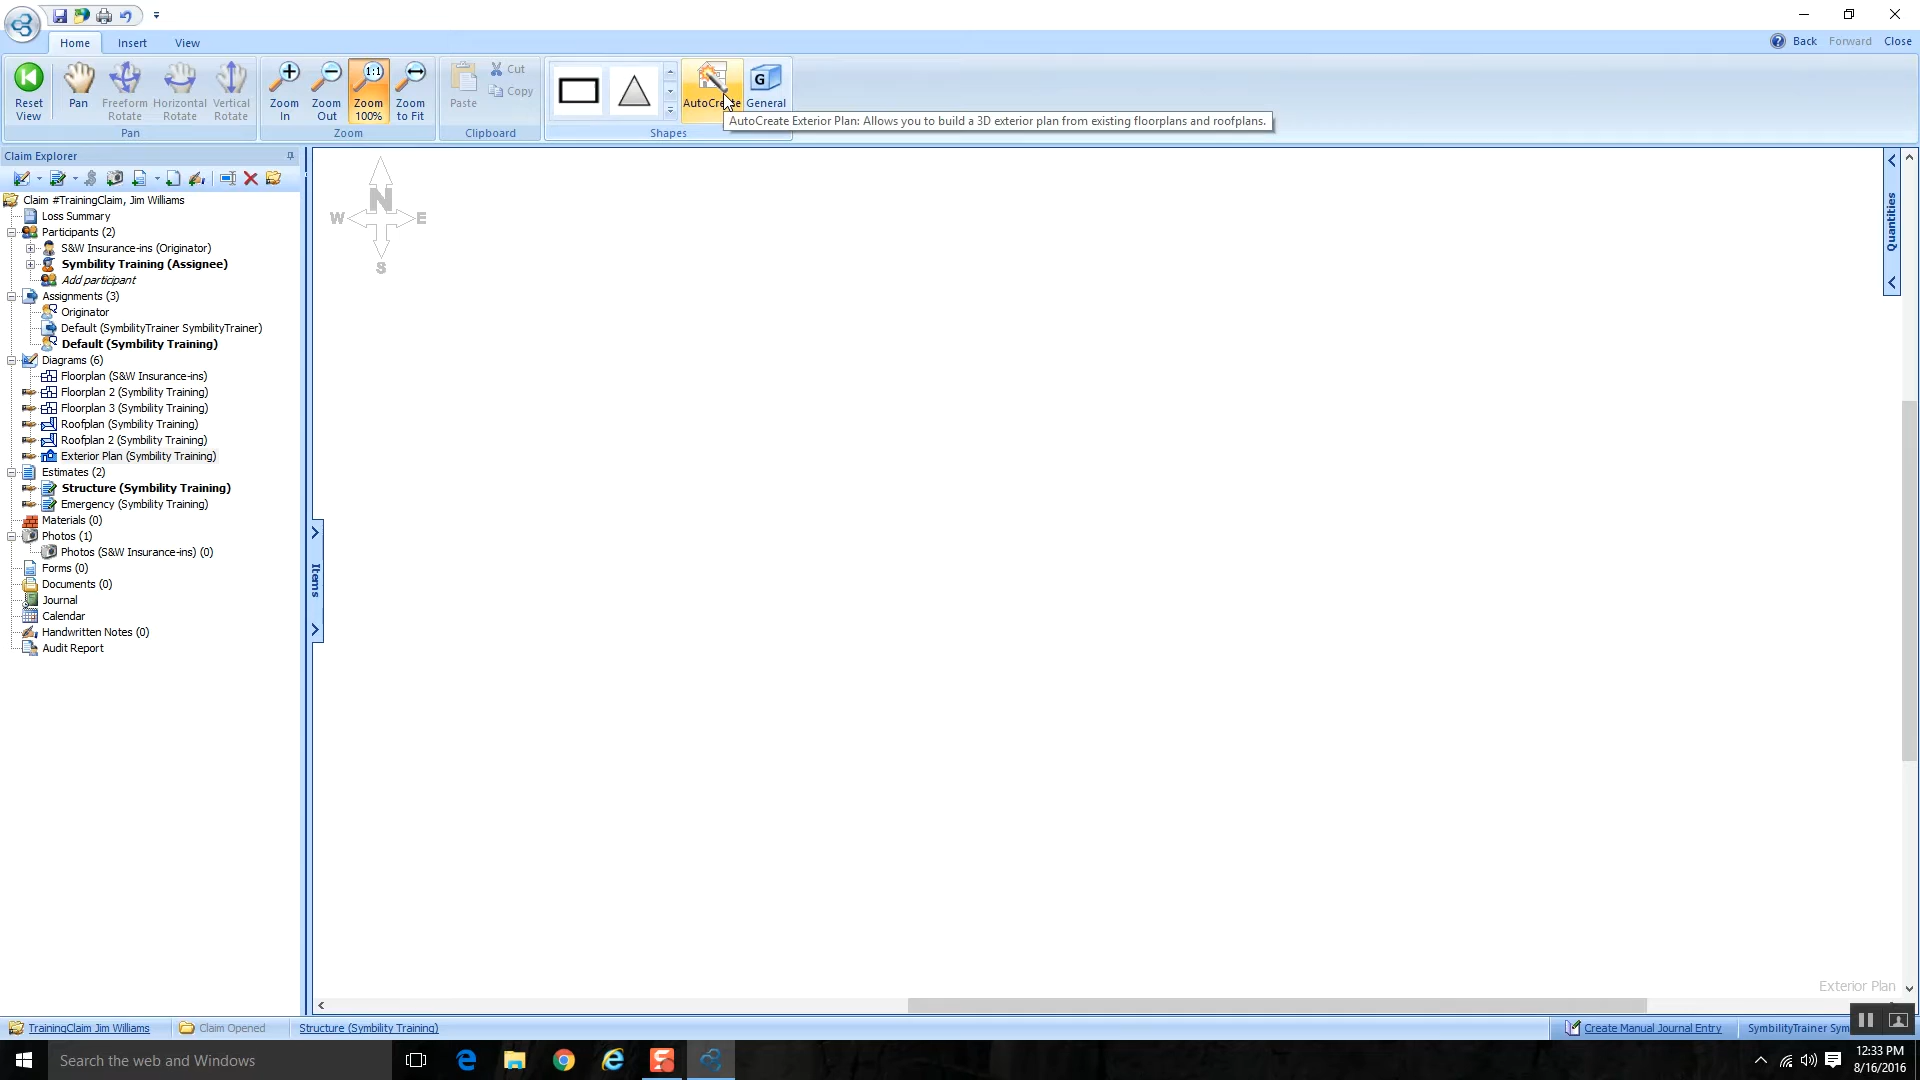 Home Insert View
Back Forward Close
Reset View
Pan
Freeform Rotate
Horizontal Rotate
Vertical Rotate
Zoom In
Zoom Out
1:1
Zoom 100%
Zoom to Fit
Paste
Cut
Copy
AutoCreate
G
General
Pan
Zoom
Clipboard
Shapes
AutoCreate Exterior Plan: Allows you to build a 3D exterior plan from existing floorplans and roofplans.
Claim Explorer
Claim #TrainingClaim, Jim Williams
Loss Summary
Participants (2)
S&W Insurance-ins (Originator)
Symbility Training (Assignee)
Add participant
Assignments (3)
Originator
Default (SymbilityTrainer SymbilityTrainer)
Default (Symbility Training)
Diagrams (6)
Floorplan (S&W Insurance-ins)
Floorplan 2 (Symbility Training)
Floorplan 3 (Symbility Training)
Roofplan (Symbility Training)
Roofplan 2 (Symbility Training)
Exterior Plan (Symbility Training)
Estimates (2)
Structure (Symbility Training)
Emergency (Symbility Training)
Materials (0)
Photos (1)
Photos (S&W Insurance-ins) (0)
Forms (0)
Documents (0)
Journal
Calendar
Handwritten Notes (0)
Audit Report
N
W E
S
Items
Quantities
Exterior Plan
TrainingClaim Jim Williams
Claim Opened
Structure (Symbility Training)
Create Manual Journal Entry
SymbilityTrainer Sym
Search the web and Windows
12:33 PM
8/16/2016